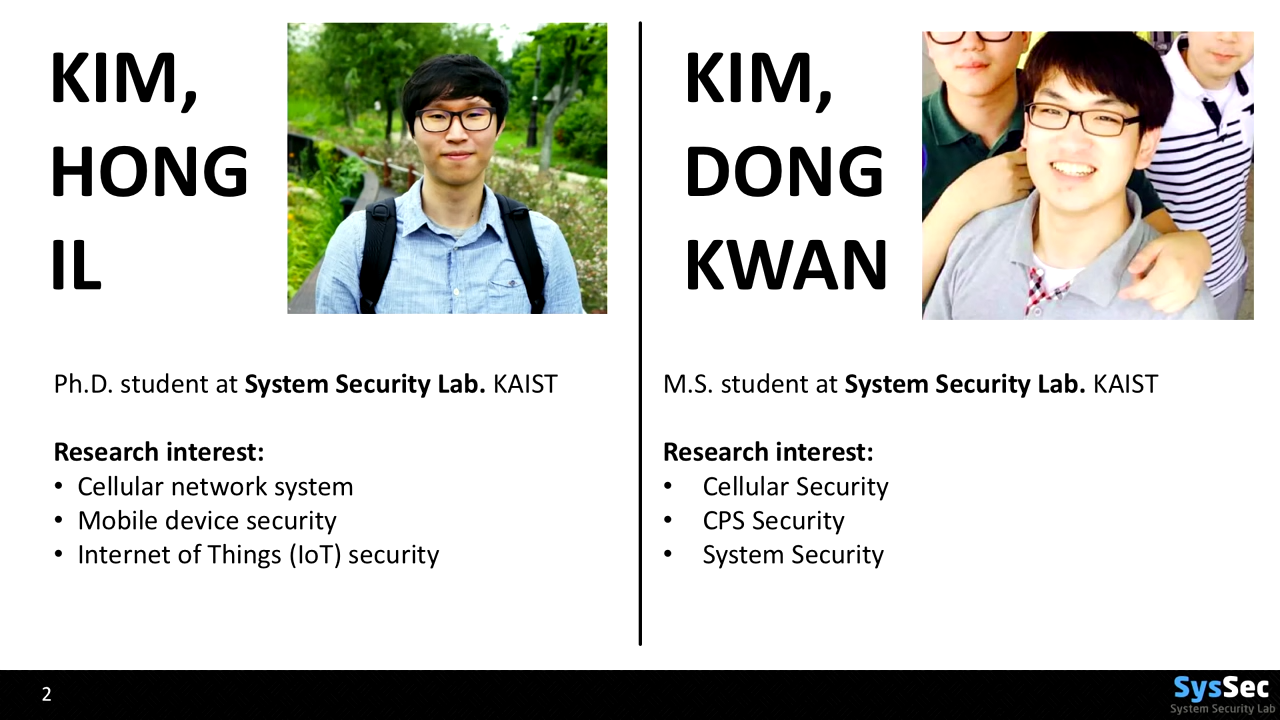 KIM,
HONG
IL
Ph.D. student at System Security Lab. KAIST
Research interest:
• Cellular network system
• Mobile device security
• Internet of Things (IoT) security
KIM,
DONG
KWAN
M.S. student at System Security Lab. KAIST
Research interest:
• Cellular Security
• CPS Security
• System Security
2
SysSec
System Security Lab